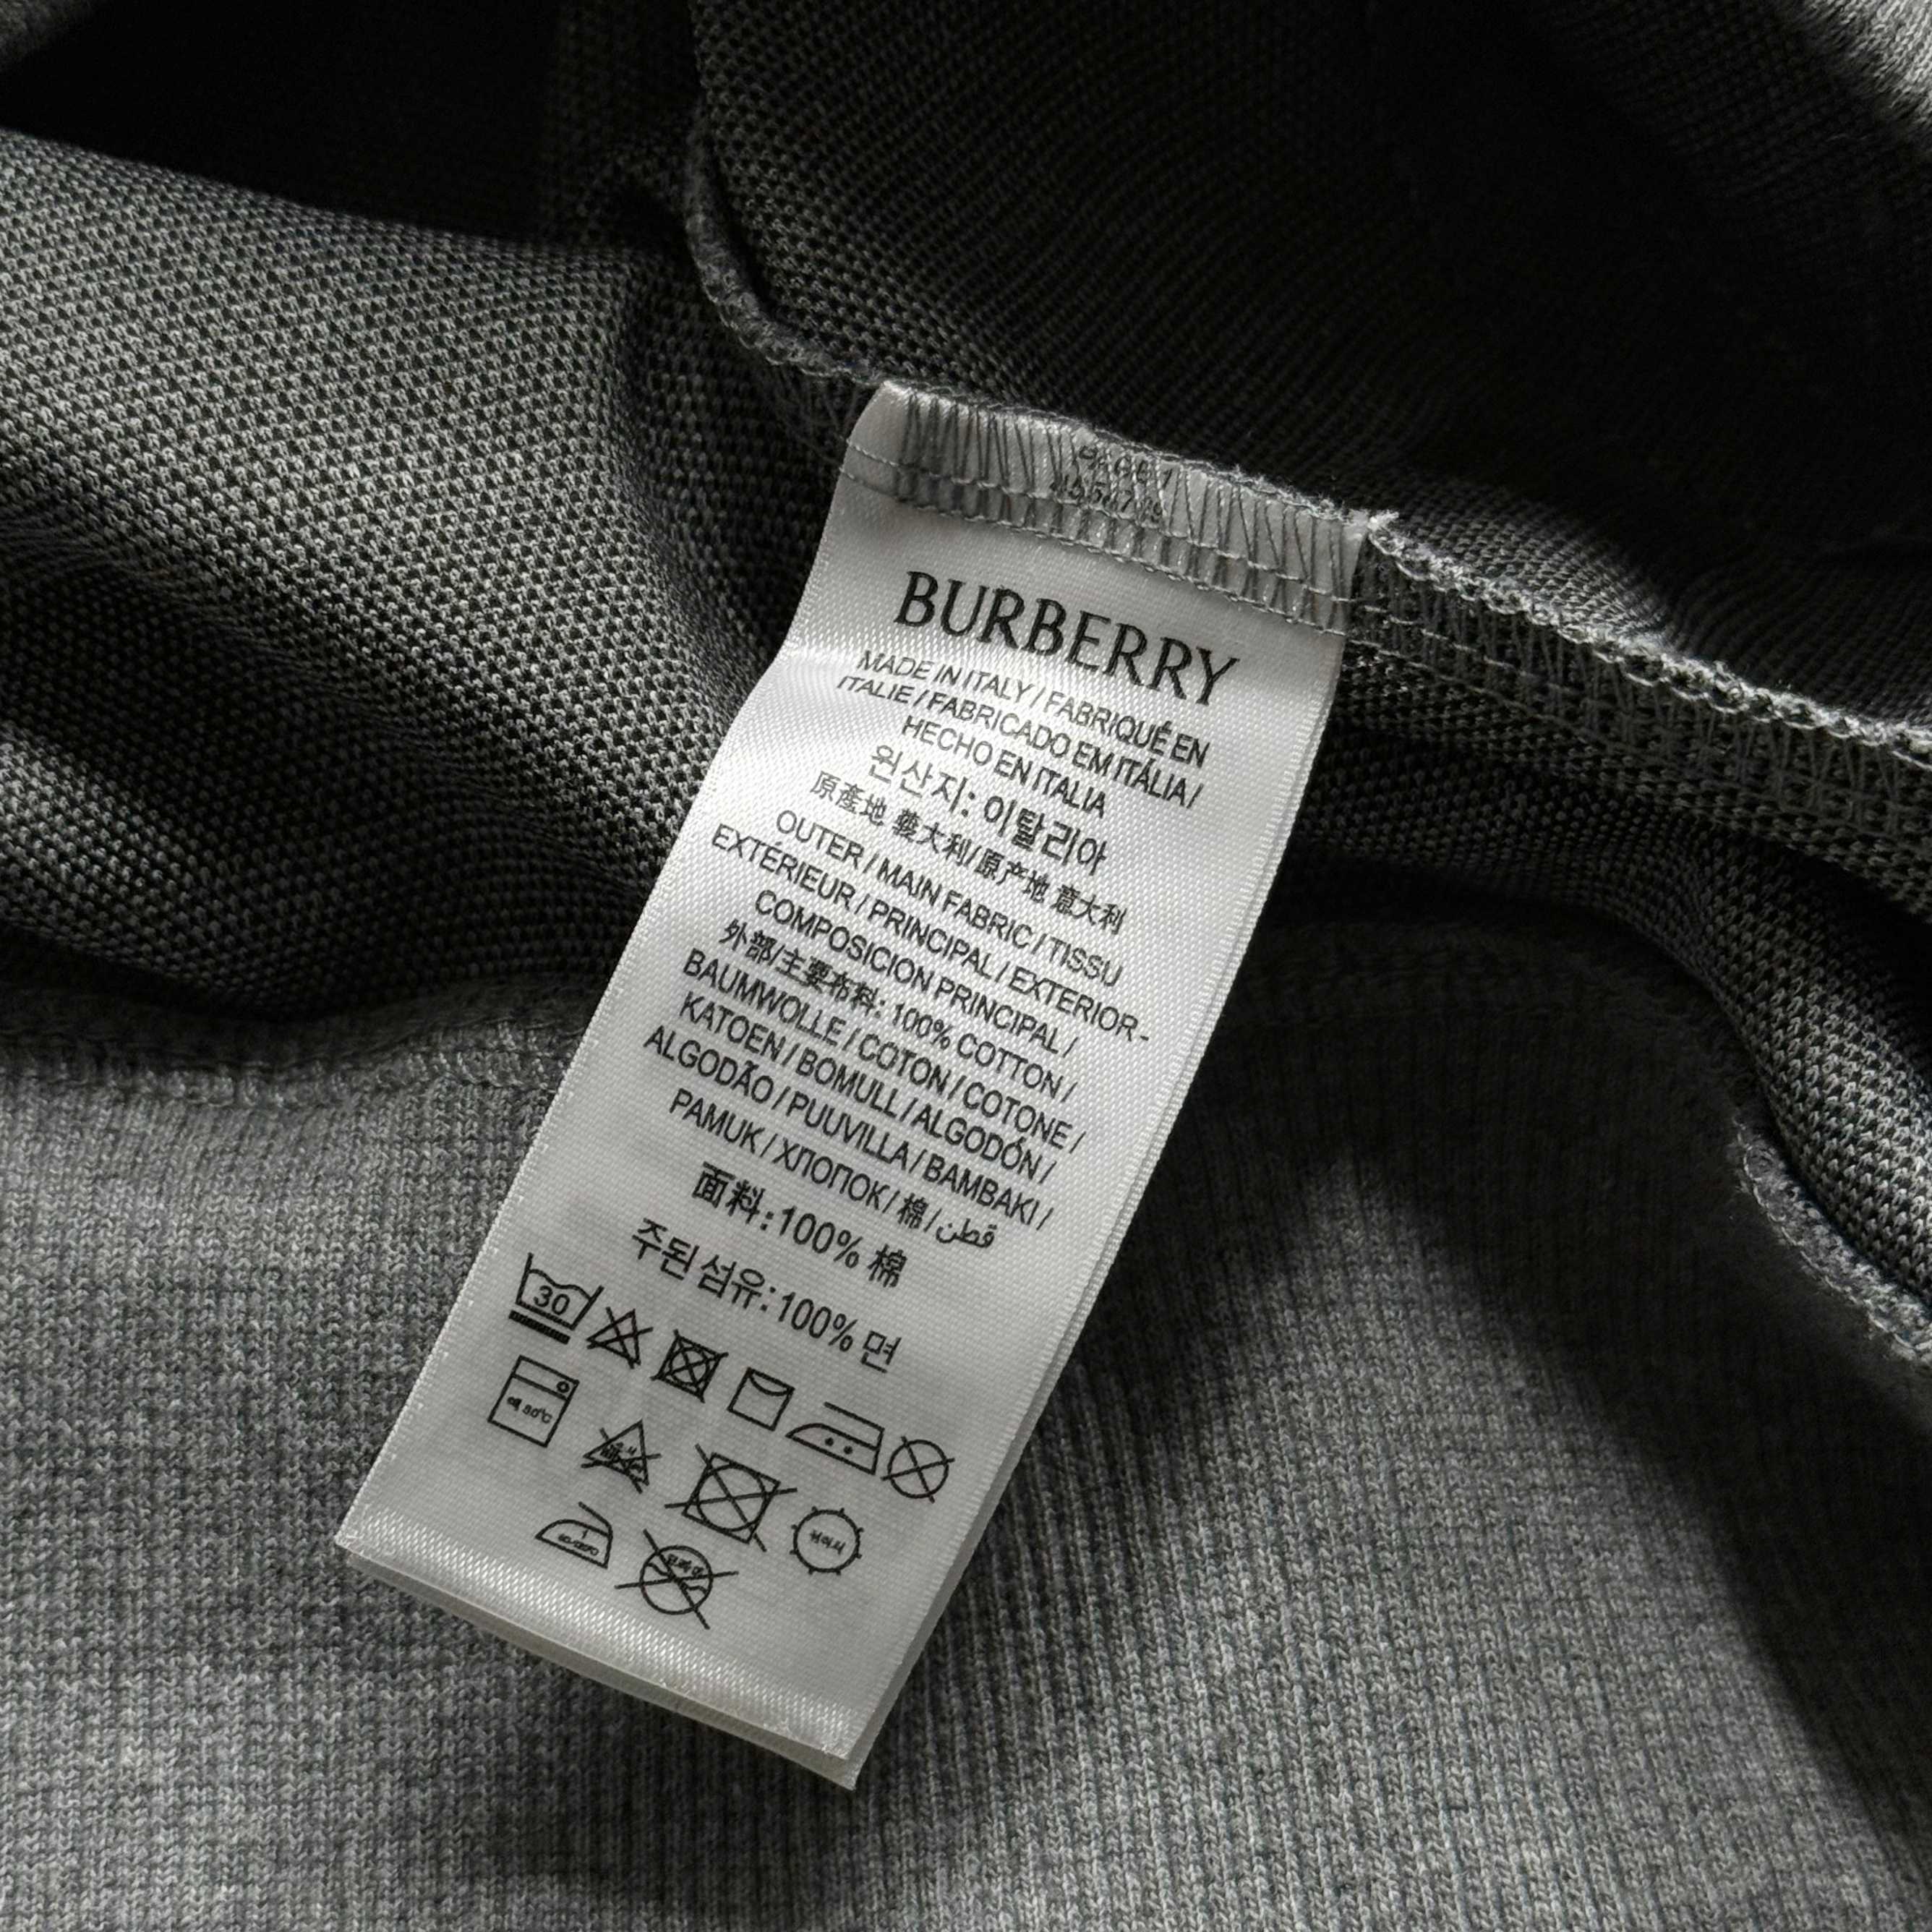 BURBERRY
MADE IN ITALY / FABRIQUÉ EN
ITALIE / FABRICADO EM ITÁLIA /
HECHO EN ITALIA
원산지: 이탈리아
原產地 義大利/原产地 意大利
OUTER / MAIN FABRIC / TISSU
EXTÉRIEUR / PRINCIPAL / EXTERIOR-
COMPOSICION PRINCIPAL /
外部/主要布料: 100% COTTON /
BAUMWOLLE / COTON / COTONE /
KATOEN / BOMULL / ALGODÓN /
ALGODÃO / PUUVILLA / BAMBAKI /
PAMUK / ХЛОПОК / 棉 / قطن
面料:100% 棉
주된 섬유:100% 면
30